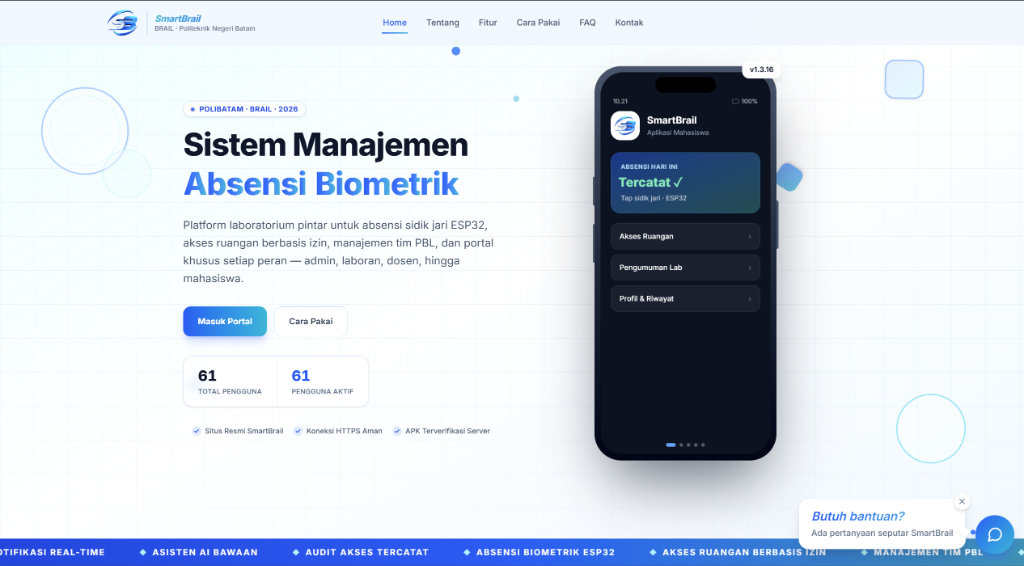 SmartBrail
BRAIL · Politeknik Negeri Batam
Home
Tentang
Fitur
Cara Pakai
FAQ
Kontak
POLIBATAM · BRAIL · 2026
Sistem Manajemen
Absensi Biometrik
Platform laboratorium pintar untuk absensi sidik jari ESP32,
akses ruangan berbasis izin, manajemen tim PBL, dan portal
khusus setiap peran — admin, laboran, dosen, hingga
mahasiswa.
Masuk Portal
Cara Pakai
61
TOTAL PENGGUNA
61
PENGGUNA AKTIF
Situs Resmi SmartBrail
Koneksi HTTPS Aman
APK Terverifikasi Server
v1.3.16
10.21
100%
SmartBrail
Aplikasi Mahasiswa
ABSENSI HARI INI
Tercatat ✓
Tap sidik jari · ESP32
Akses Ruangan ›
Pengumuman Lab ›
Profil & Riwayat ›
Butuh bantuan?
Ada pertanyaan seputar SmartBrail
OTIFIKASI REAL-TIME ◆ ASISTEN AI BAWAAN ◆ AUDIT AKSES TERCATAT ◆ ABSENSI BIOMETRIK ESP32 ◆ AKSES RUANGAN BERBASIS IZIN ◆ MANAJEMEN TIM PBL ◆